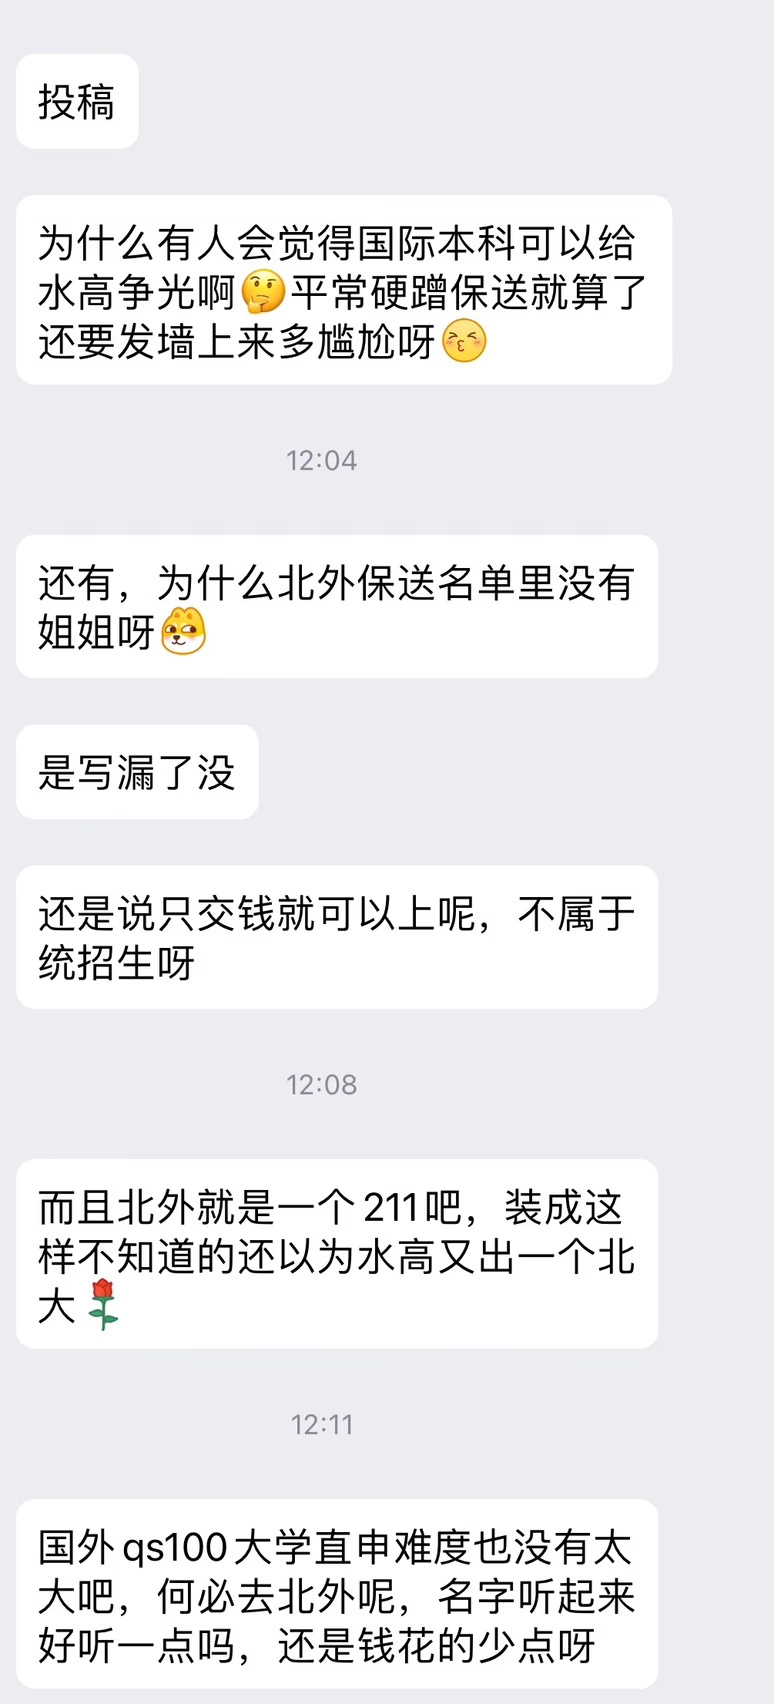 投稿
为什么有人会觉得国际本科可以给
水高争光啊🤔平常硬蹭保送就算了
还要发墙上来多尴尬呀😚
12:04
还有，为什么北外保送名单里没有
姐姐呀
是写漏了没
还是说只交钱就可以上呢，不属于
统招生呀
12:08
而且北外就是一个211吧，装成这
样不知道的还以为水高又出一个北
大🌹
12:11
国外qs100大学直申难度也没有太
大吧，何必去北外呢，名字听起来
好听一点吗，还是钱花的少点呀